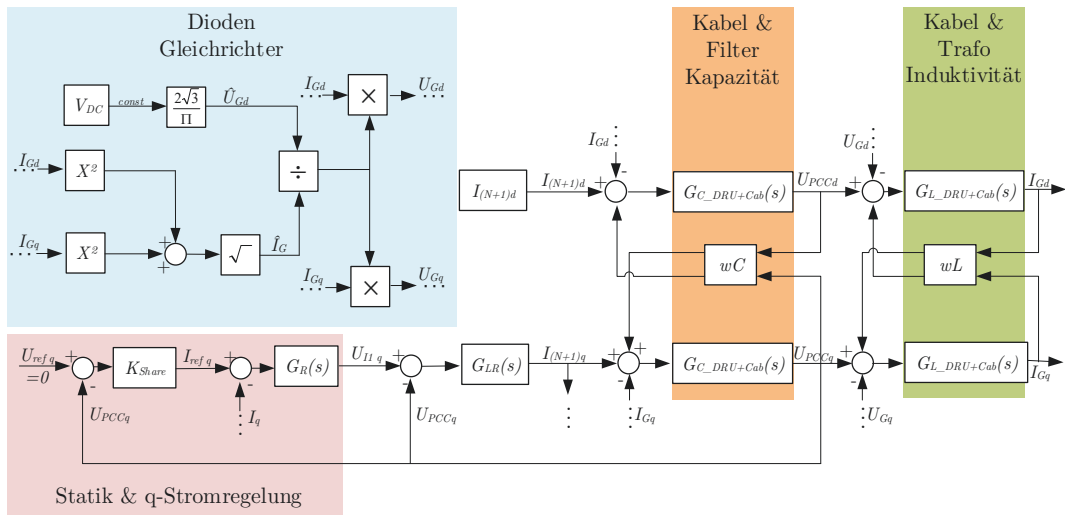 Dioden
Gleichrichter
V_DC
const
2√3
Π
Û_Gd
I_Gd
×
U_Gd
I_Gd
X²
÷
I_Gq
X²
+
+
√
Î_G
I_Gq
×
U_Gq
Kabel &
Filter
Kapazität
Kabel &
Trafo
Induktivität
I_Gd
-
I_(N+1)d
I_(N+1)d
+
G_C_DRU+Cab(s)
U_PCCd
U_Gd
-
+
G_L_DRU+Cab(s)
I_Gd
wC
wL
U_ref q
=0
+
-
K_Share
I_ref q
+
-
G_R(s)
U_I1 q
+
-
G_LR(s)
I_(N+1)q
+
+
-
G_C_DRU+Cab(s)
U_PCCq
+
+
-
G_L_DRU+Cab(s)
I_Gq
U_PCCq
I_q
U_PCCq
I_Gq
U_Gq
Statik & q-Stromregelung